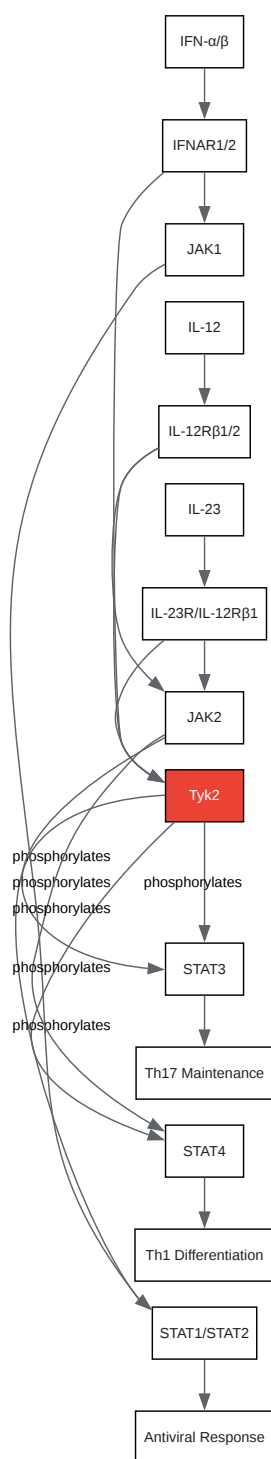 IFN-α/β
IFNAR1/2
JAK1
IL-12
IL-12Rβ1/2
IL-23
IL-23R/IL-12Rβ1
JAK2
Tyk2
phosphorylates
phosphorylates
phosphorylates
phosphorylates
phosphorylates
STAT3
phosphorylates
Th17 Maintenance
STAT4
Th1 Differentiation
STAT1/STAT2
Antiviral Response